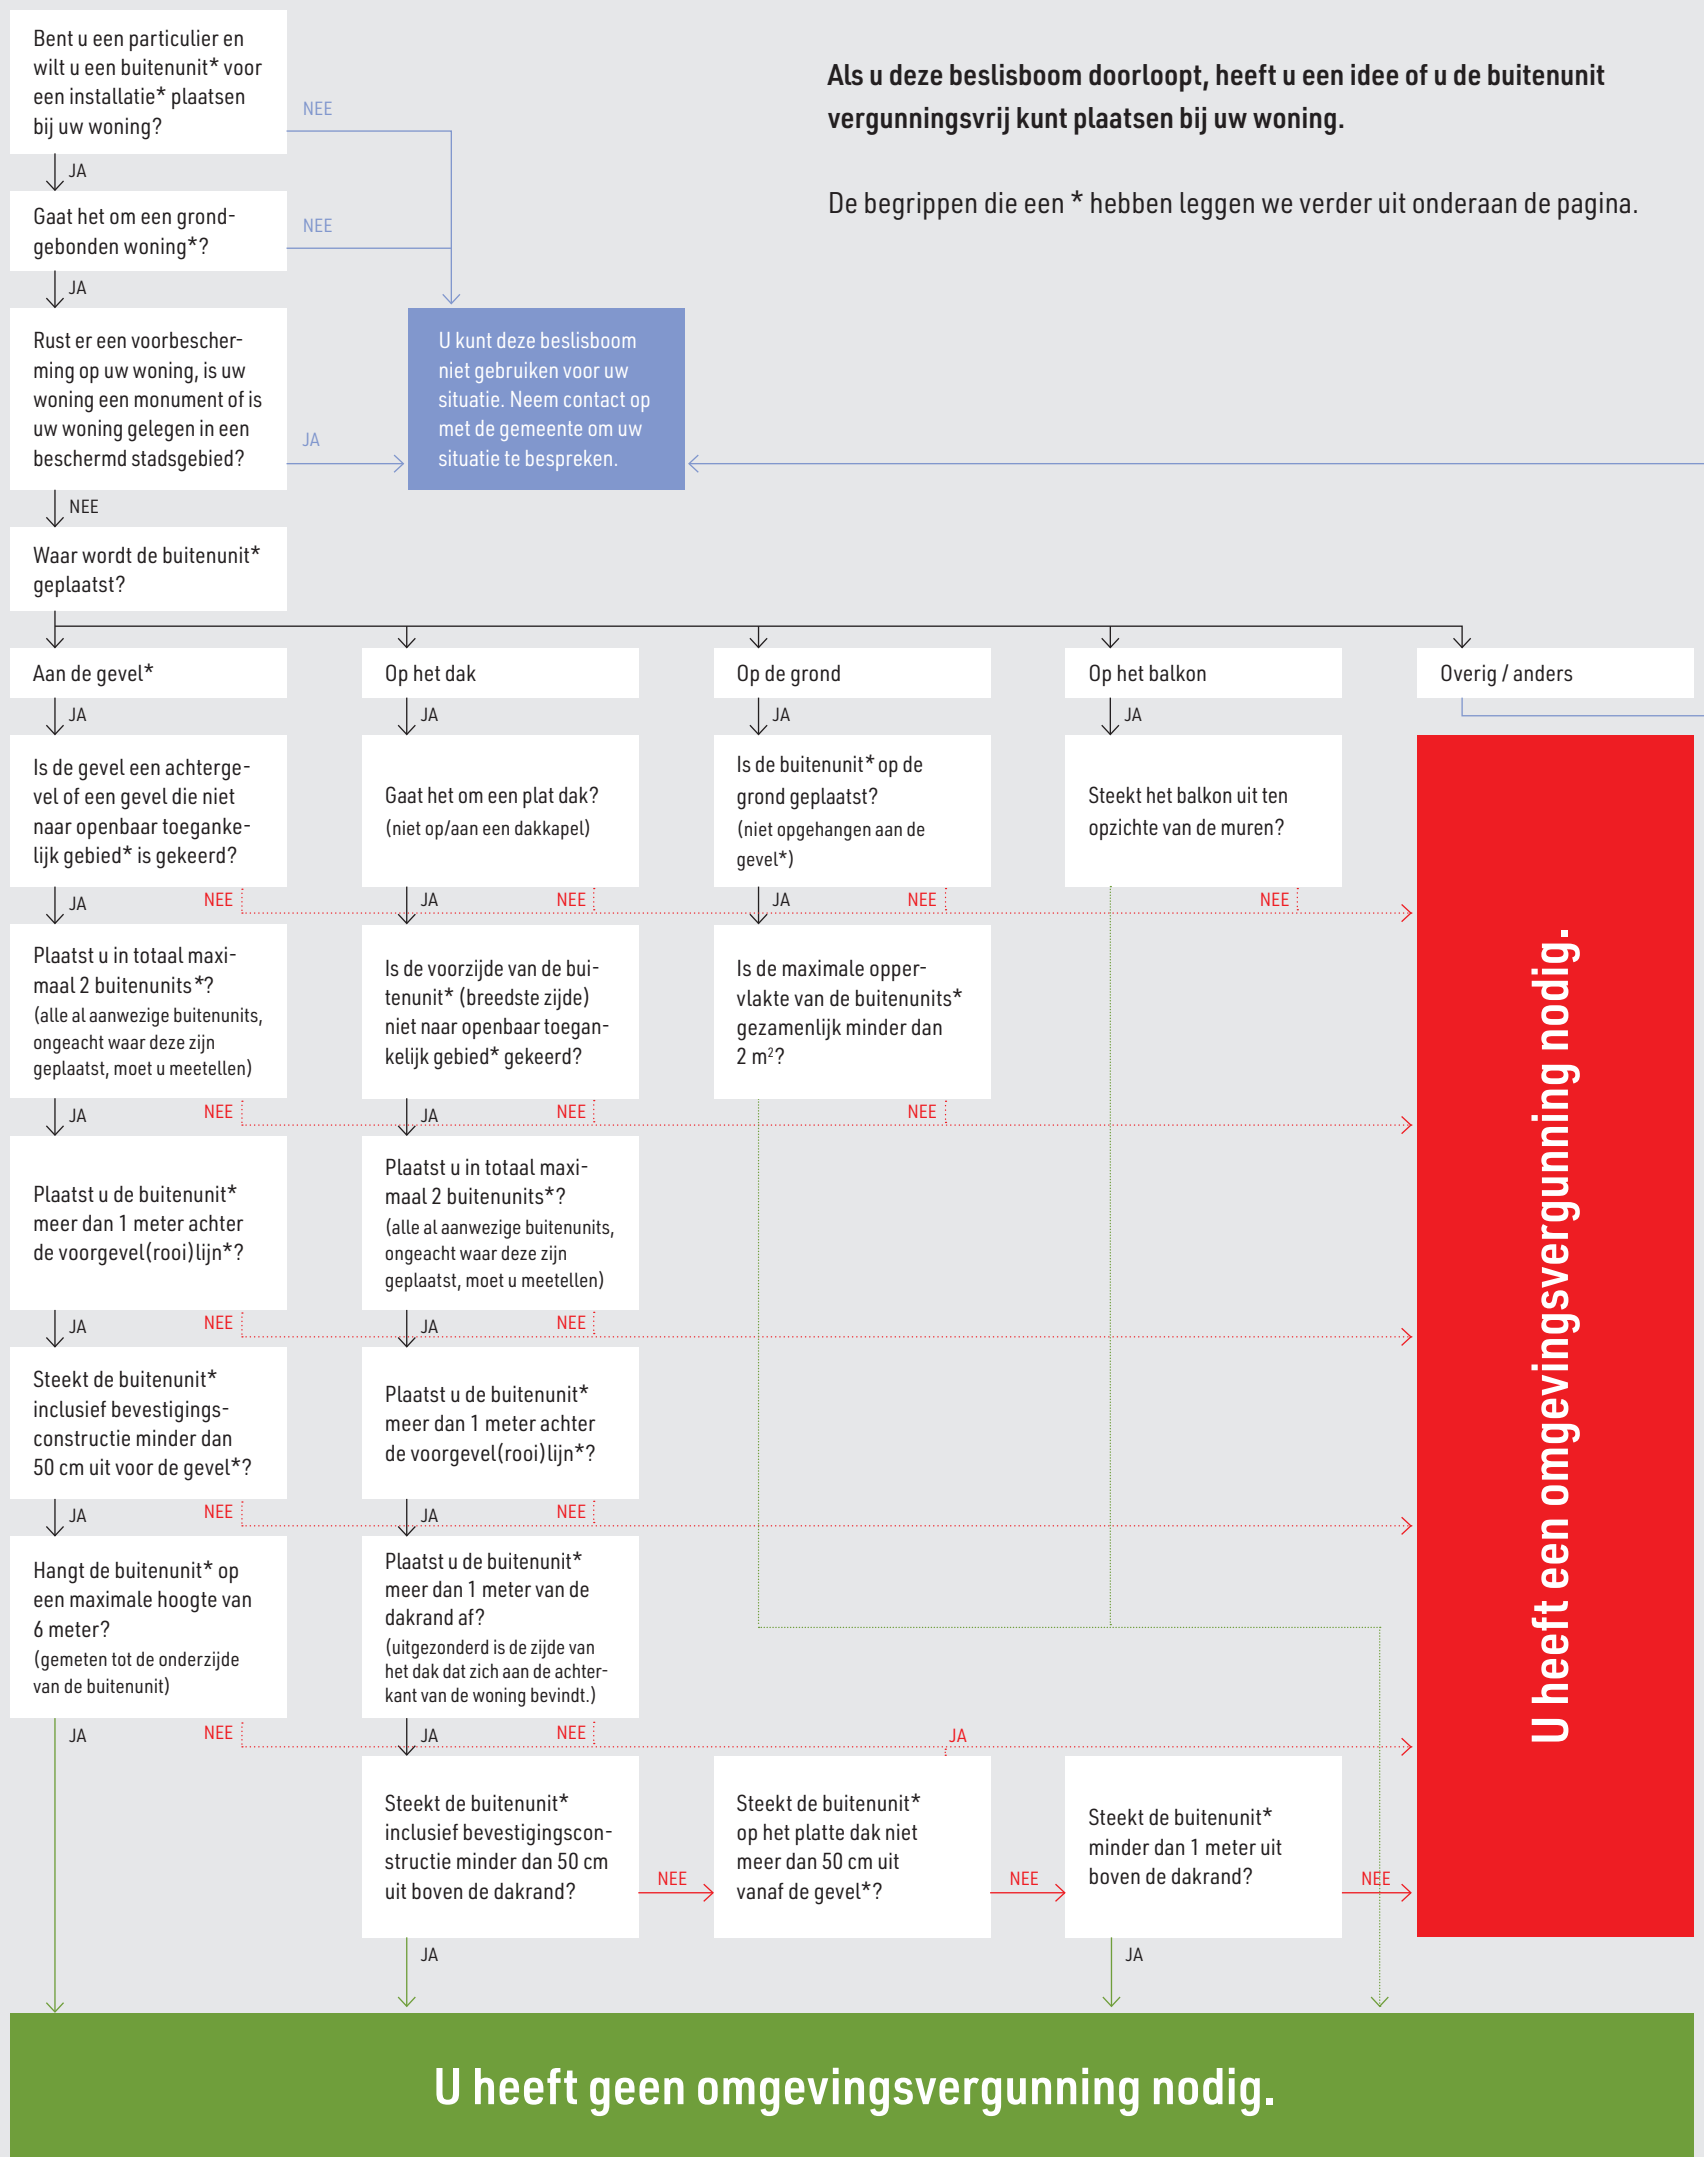 Bent u een particulier en
wilt u een buitenunit* voor
een installatie* plaatsen
bij uw woning?
NEE
JA
Als u deze beslisboom doorloopt, heeft u een idee of u de buitenunit
vergunningsvrij kunt plaatsen bij uw woning.
De begrippen die een * hebben leggen we verder uit onderaan de pagina.
Gaat het om een grond-
gebonden woning*?
NEE
JA
Rust er een voorbescher-
ming op uw woning, is uw
woning een monument of is
uw woning gelegen in een
beschermd stadsgebied?
JA
NEE
U kunt deze beslisboom
niet gebruiken voor uw
situatie. Neem contact op
met de gemeente om uw
situatie te bespreken.
Waar wordt de buitenunit*
geplaatst?
Aan de gevel*
JA
Is de gevel een achterge-
vel of een gevel die niet
naar openbaar toeganke-
lijk gebied* is gekeerd?
JA
NEE
Plaatst u in totaal maxi-
maal 2 buitenunits*?
(alle al aanwezige buitenunits,
ongeacht waar deze zijn
geplaatst, moet u meetellen)
JA
NEE
Plaatst u de buitenunit*
meer dan 1 meter achter
de voorgevel(rooi)lijn*?
JA
NEE
Steekt de buitenunit*
inclusief bevestigings-
constructie minder dan
50 cm uit voor de gevel*?
JA
NEE
Hangt de buitenunit* op
een maximale hoogte van
6 meter?
(gemeten tot de onderzijde
van de buitenunit)
JA
NEE
Op het dak
JA
Gaat het om een plat dak?
(niet op/aan een dakkapel)
JA
NEE
Is de voorzijde van de bui-
tenunit* (breedste zijde)
niet naar openbaar toegan-
kelijk gebied* gekeerd?
JA
NEE
Plaatst u in totaal maxi-
maal 2 buitenunits*?
(alle al aanwezige buitenunits,
ongeacht waar deze zijn
geplaatst, moet u meetellen)
JA
NEE
Plaatst u de buitenunit*
meer dan 1 meter achter
de voorgevel(rooi)lijn*?
JA
NEE
Plaatst u de buitenunit*
meer dan 1 meter van de
dakrand af?
(uitgezonderd is de zijde van
het dak dat zich aan de achter-
kant van de woning bevindt.)
JA
NEE
Steekt de buitenunit*
inclusief bevestigingscon-
structie minder dan 50 cm
uit boven de dakrand?
NEE
JA
Steekt de buitenunit*
op het platte dak niet
meer dan 50 cm uit
vanaf de gevel*?
JA
NEE
Steekt de buitenunit*
minder dan 1 meter uit
boven de dakrand?
NEE
JA
Op de grond
JA
Is de buitenunit* op de
grond geplaatst?
(niet opgehangen aan de
gevel*)
JA
NEE
Is de maximale opper-
vlakte van de buitenunits*
gezamenlijk minder dan
2 m²?
NEE
Op het balkon
JA
Steekt het balkon uit ten
opzichte van de muren?
NEE
Overig / anders
U heeft een omgevingsvergunning nodig.
U heeft geen omgevingsvergunning nodig.